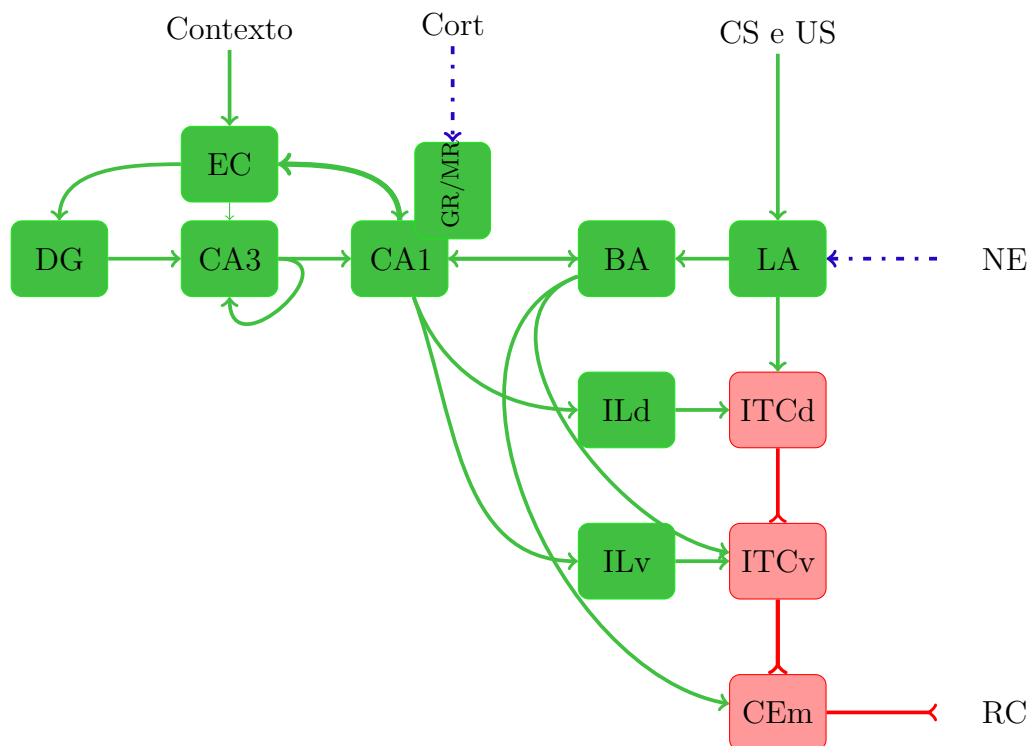 Contexto
Cort
CS e US
EC
GR/MR
DG
CA3
CA1
BA
LA
NE
ILd
ITCd
ILv
ITCv
CEm
RC